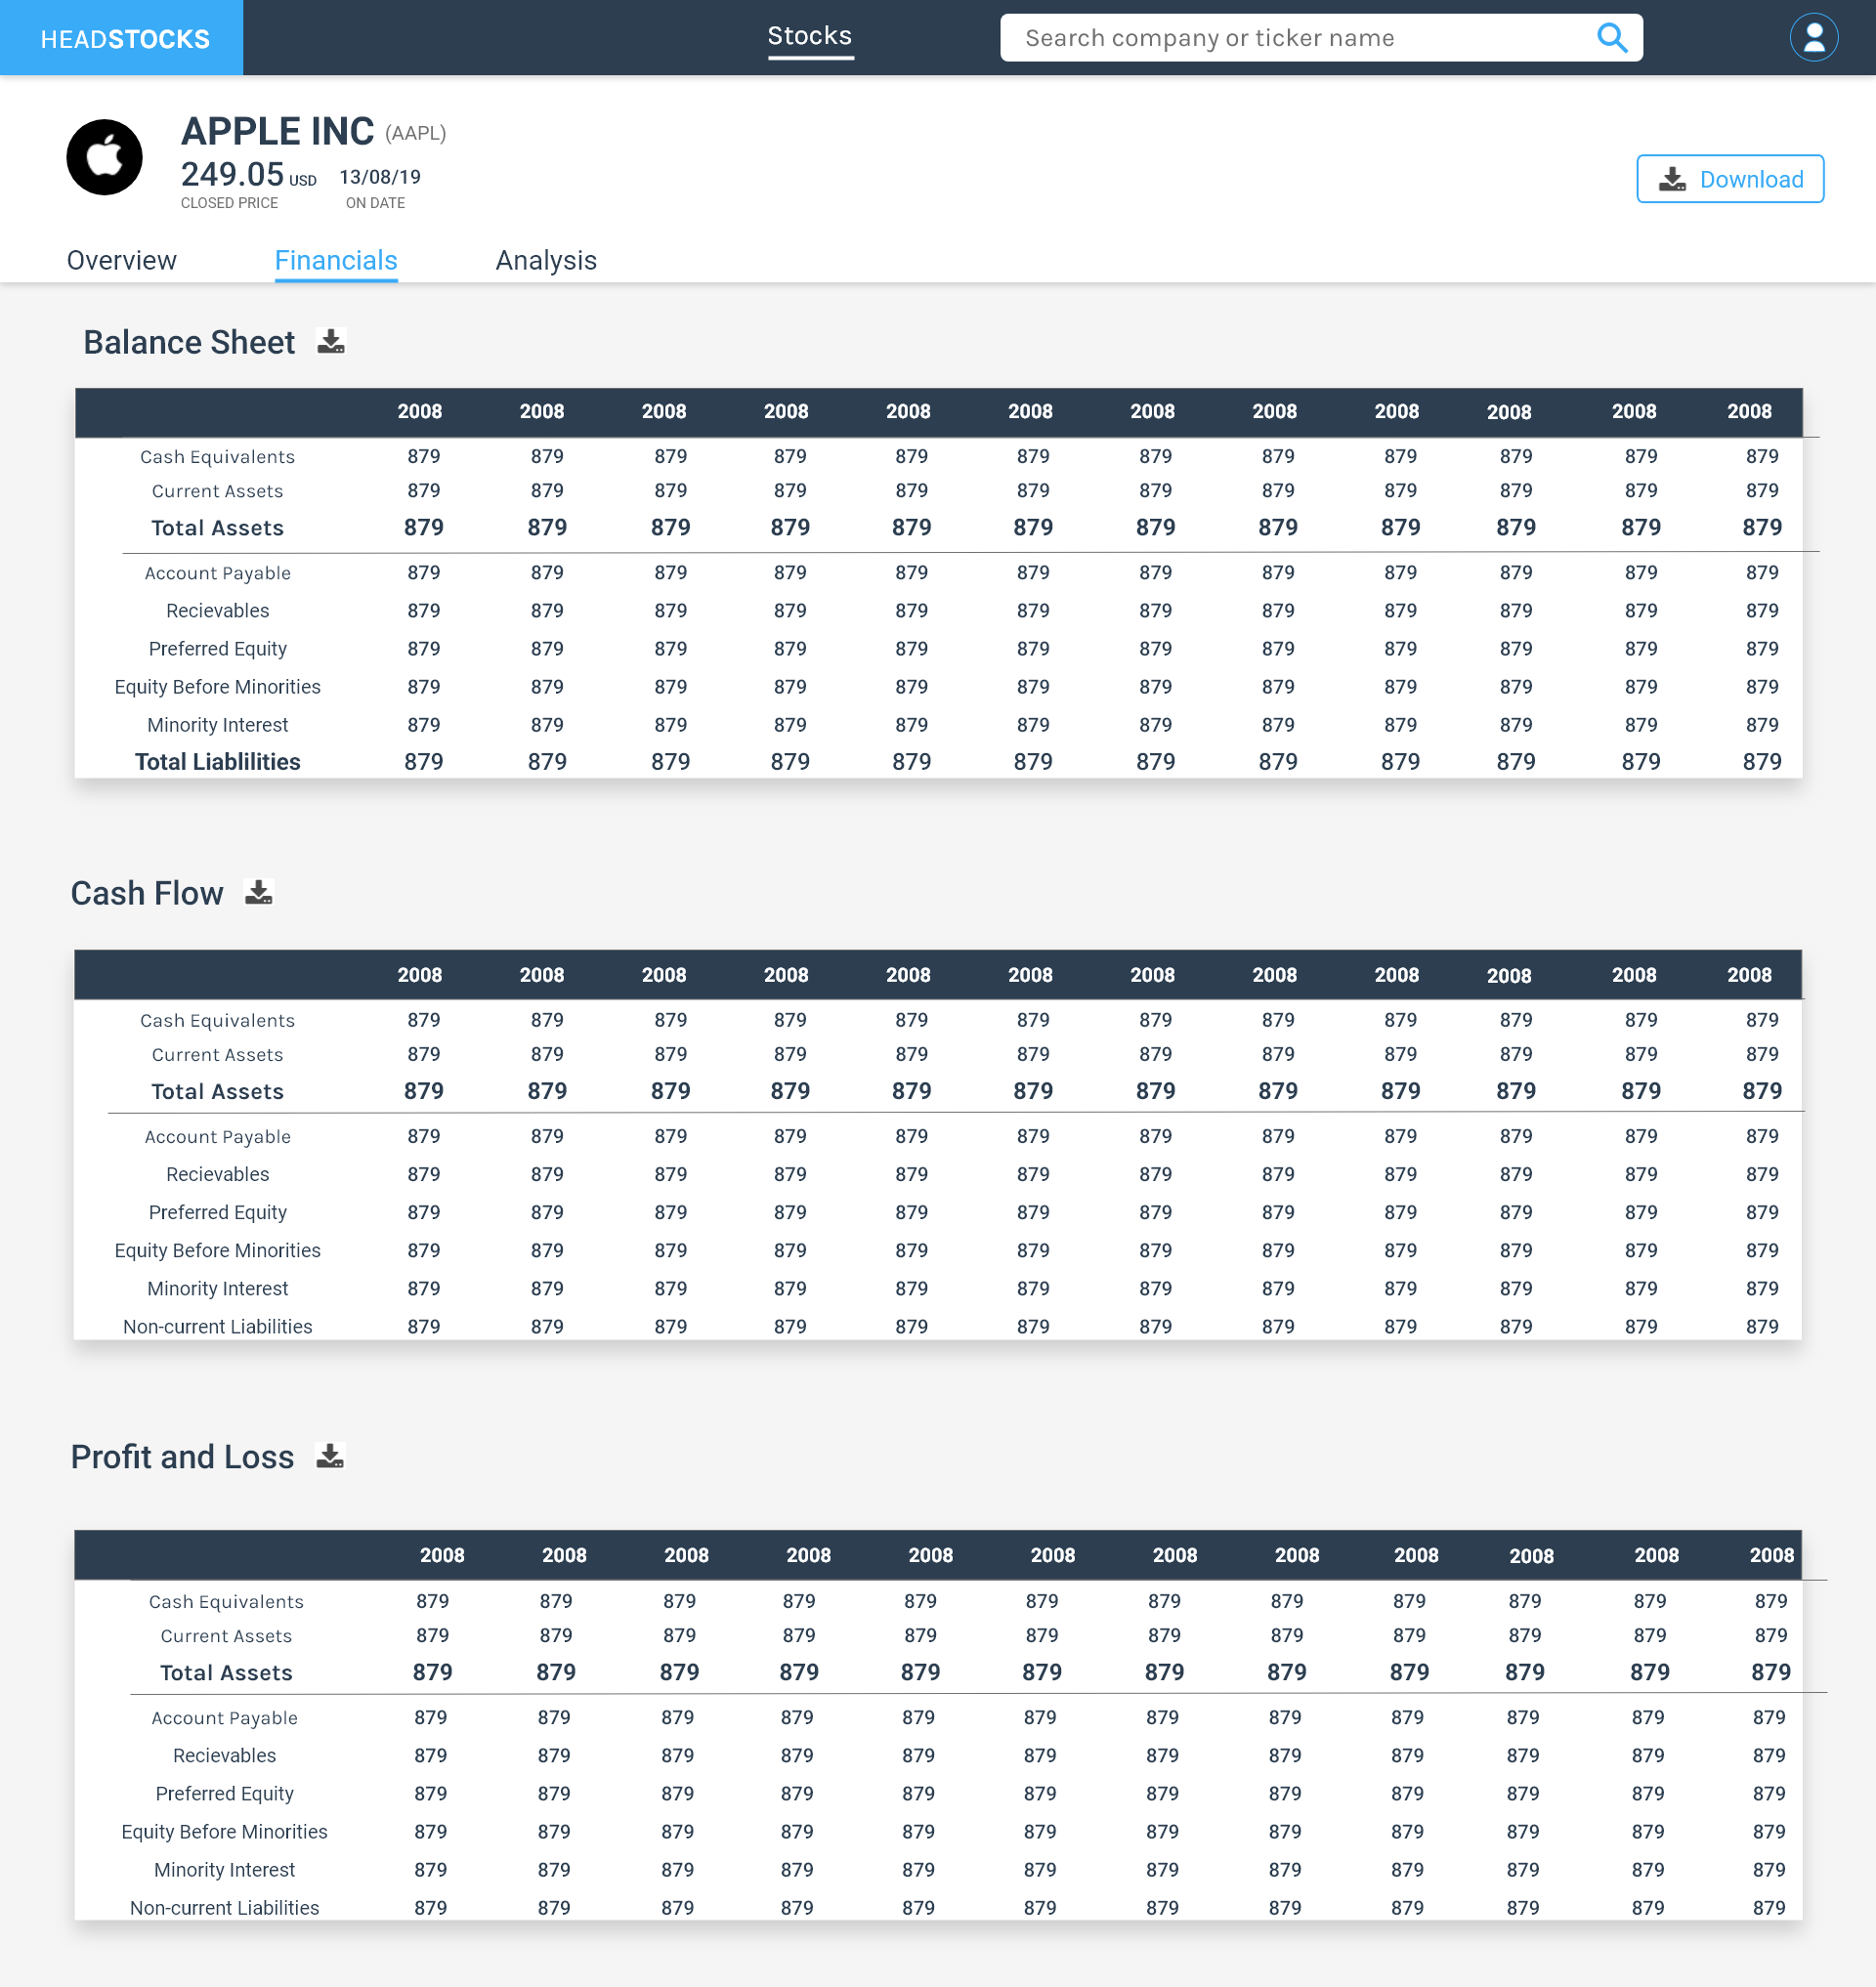 HEADSTOCKS Stocks Search company or ticker name
APPLE INC (AAPL)
249.05 USD 13/08/19
CLOSED PRICE ON DATE
Download
Overview Financials Analysis
Balance Sheet
2008 2008 2008 2008 2008 2008 2008 2008 2008 2008 2008 2008
Cash Equivalents 879 879 879 879 879 879 879 879 879 879 879 879
Current Assets 879 879 879 879 879 879 879 879 879 879 879 879
Total Assets 879 879 879 879 879 879 879 879 879 879 879 879
Account Payable 879 879 879 879 879 879 879 879 879 879 879 879
Recievables 879 879 879 879 879 879 879 879 879 879 879 879
Preferred Equity 879 879 879 879 879 879 879 879 879 879 879 879
Equity Before Minorities 879 879 879 879 879 879 879 879 879 879 879 879
Minority Interest 879 879 879 879 879 879 879 879 879 879 879 879
Total Liablilities 879 879 879 879 879 879 879 879 879 879 879 879
Cash Flow
2008 2008 2008 2008 2008 2008 2008 2008 2008 2008 2008 2008
Cash Equivalents 879 879 879 879 879 879 879 879 879 879 879 879
Current Assets 879 879 879 879 879 879 879 879 879 879 879 879
Total Assets 879 879 879 879 879 879 879 879 879 879 879 879
Account Payable 879 879 879 879 879 879 879 879 879 879 879 879
Recievables 879 879 879 879 879 879 879 879 879 879 879 879
Preferred Equity 879 879 879 879 879 879 879 879 879 879 879 879
Equity Before Minorities 879 879 879 879 879 879 879 879 879 879 879 879
Minority Interest 879 879 879 879 879 879 879 879 879 879 879 879
Non-current Liabilities 879 879 879 879 879 879 879 879 879 879 879 879
Profit and Loss
2008 2008 2008 2008 2008 2008 2008 2008 2008 2008 2008 2008
Cash Equivalents 879 879 879 879 879 879 879 879 879 879 879 879
Current Assets 879 879 879 879 879 879 879 879 879 879 879 879
Total Assets 879 879 879 879 879 879 879 879 879 879 879 879
Account Payable 879 879 879 879 879 879 879 879 879 879 879 879
Recievables 879 879 879 879 879 879 879 879 879 879 879 879
Preferred Equity 879 879 879 879 879 879 879 879 879 879 879 879
Equity Before Minorities 879 879 879 879 879 879 879 879 879 879 879 879
Minority Interest 879 879 879 879 879 879 879 879 879 879 879 879
Non-current Liabilities 879 879 879 879 879 879 879 879 879 879 879 879